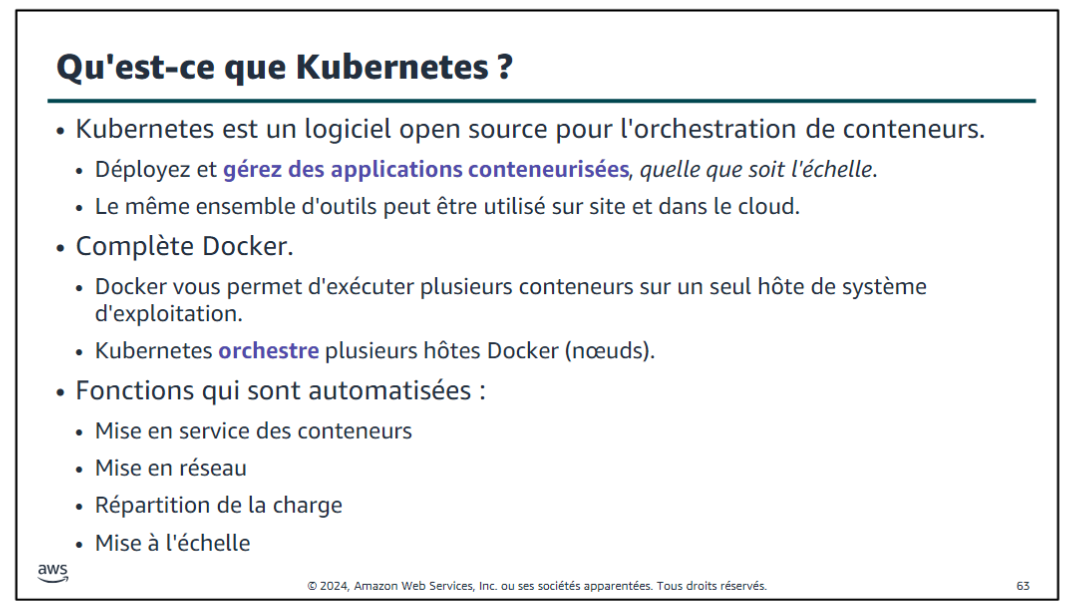 Qu'est-ce que Kubernetes ?
• Kubernetes est un logiciel open source pour l'orchestration de conteneurs.
• Déployez et gérez des applications conteneurisées, quelle que soit l'échelle.
• Le même ensemble d'outils peut être utilisé sur site et dans le cloud.
• Complète Docker.
• Docker vous permet d'exécuter plusieurs conteneurs sur un seul hôte de système
d'exploitation.
• Kubernetes orchestre plusieurs hôtes Docker (nœuds).
• Fonctions qui sont automatisées :
• Mise en service des conteneurs
• Mise en réseau
• Répartition de la charge
• Mise à l'échelle
aws
© 2024, Amazon Web Services, Inc. ou ses sociétés apparentées. Tous droits réservés.
63